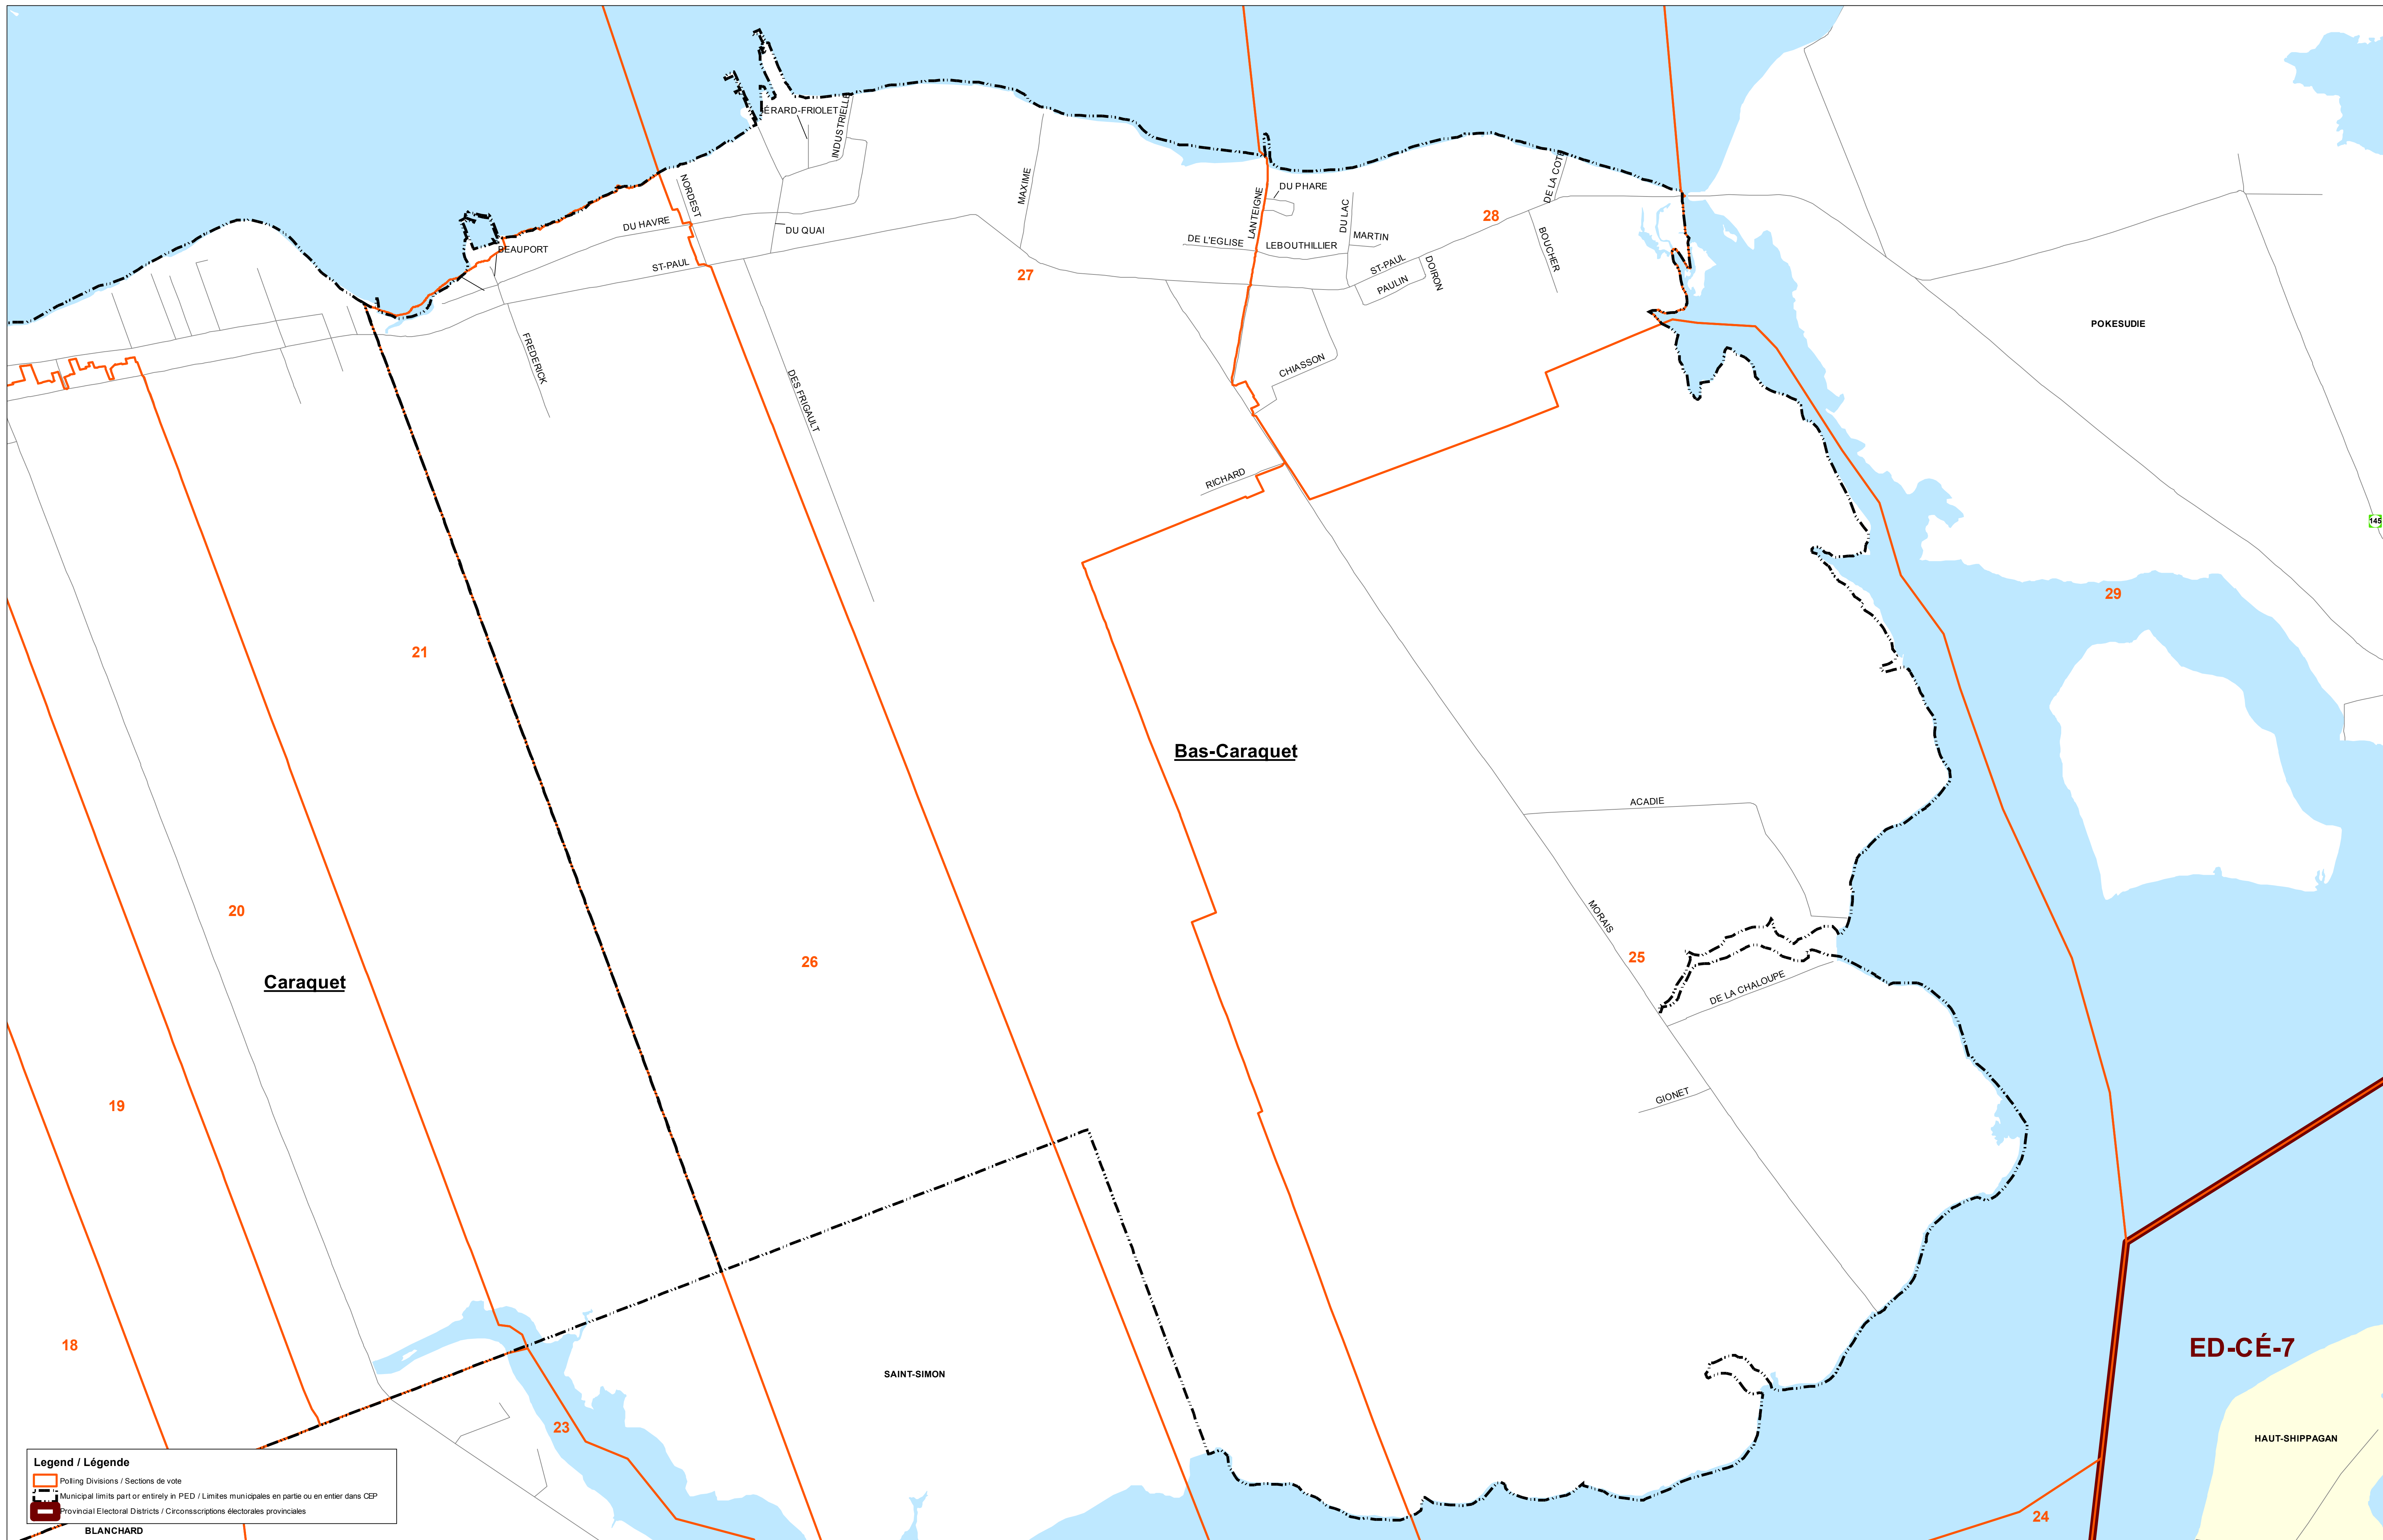 ÉRARD-FRIOLET
INDUSTRIELLE
NORDEST
MAXIME
DU HAVRE
DU QUAI
BEAUPORT
ST-PAUL
FREDERICK
DES FRIGAULT
LANTEIGNE
DU PHARE
DU LAC
DE L'EGLISE
LEBOUTHILLIER
MARTIN
ST-PAUL
PAULIN
DOIRON
DE LA COTE
BOUCHER
28
27
CHIASSON
RICHARD
POKESUDIE
145
29
21
Bas-Caraquet
ACADIE
MORAIS
20
26
25
Caraquet
DE LA CHALOUPE
19
GIONET
18
SAINT-SIMON
23
ED-CÉ-7
HAUT-SHIPPAGAN
24
Legend / Légende
Polling Divisions / Sections de vote
Municipal limits part or entirely in PED / Limites municipales en partie ou en entier dans CEP
Provincial Electoral Districts / Circonsscriptions électorales provinciales
BLANCHARD